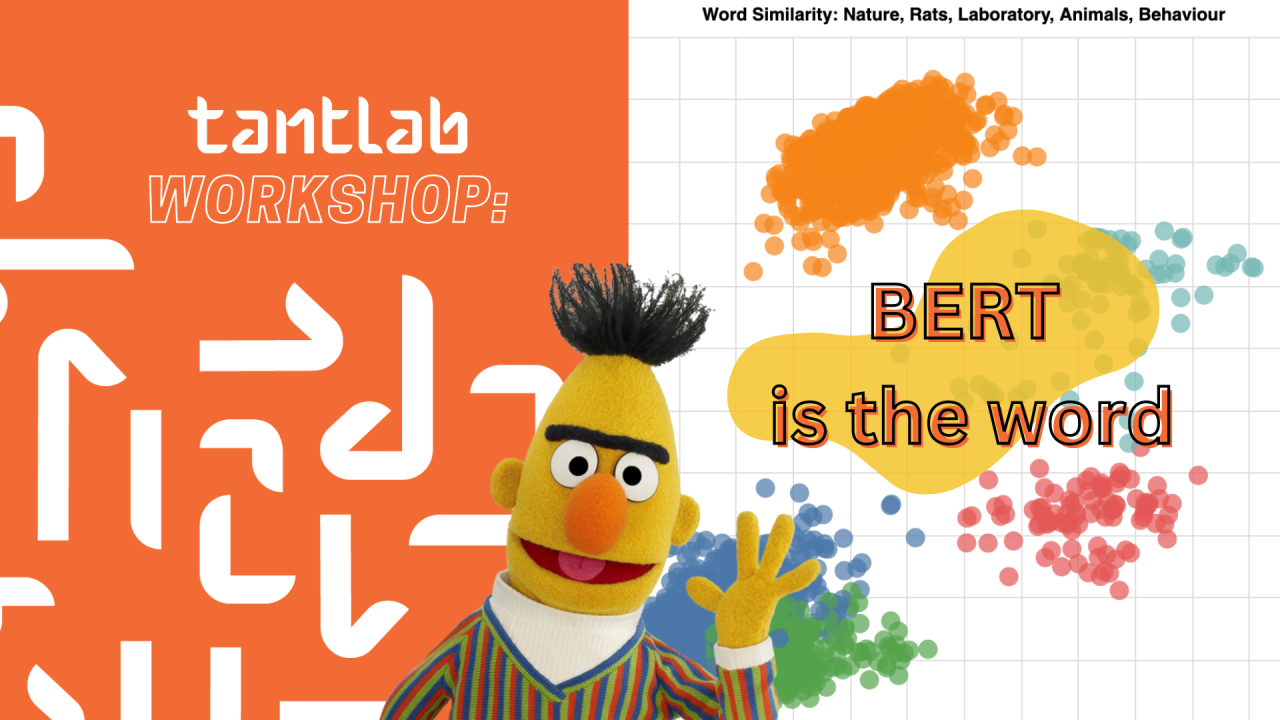 tantlab
WORKSHOP:
Word Similarity: Nature, Rats, Laboratory, Animals, Behaviour
BERT
is the word